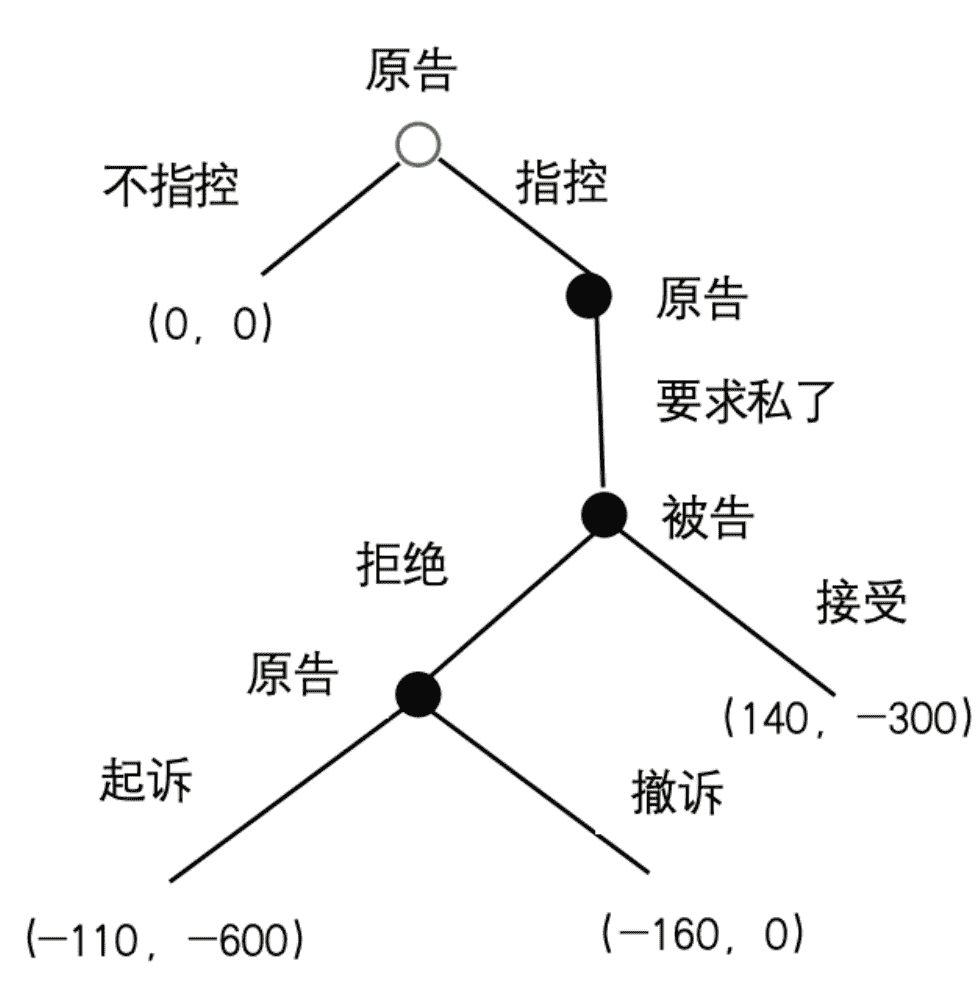 原告
不指控
指控
(0, 0)
原告
要求私了
被告
拒绝
接受
原告
(140, -300)
起诉
撤诉
(-110, -600)
(-160, 0)